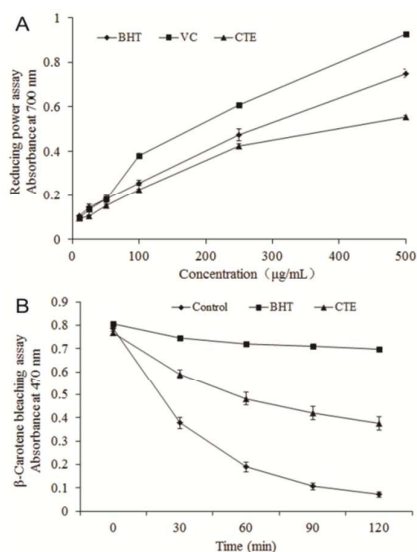 A
BHT VC CTE
Reducing power assay
Absorbance at 700 nm
1
0.8
0.6
0.4
0.2
0
0 100 200 300 400 500
Concentration（μg/mL）
B
Control BHT CTE
β-Carotene bleaching assay
Absorbance at 470 nm
0.9
0.8
0.7
0.6
0.5
0.4
0.3
0.2
0.1
0
0 30 60 90 120
Time (min)